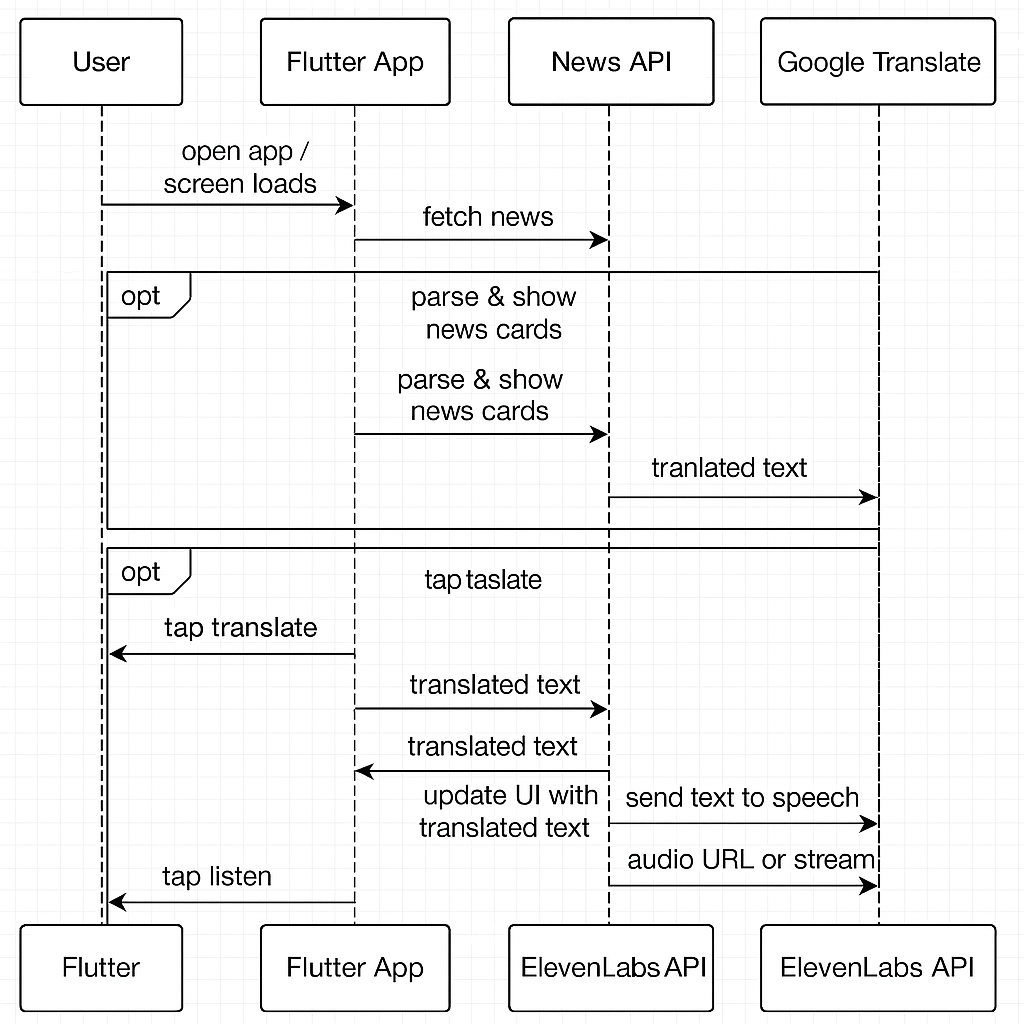 User
Flutter App
News API
Google Translate
open app /
screen loads
fetch news
opt
parse & show
news cards
parse & show
news cards
tranlated text
opt
tap taslate
tap translate
translated text
translated text
update UI with
translated text
send text to speech
audio URL or stream
tap listen
Flutter
Flutter App
ElevenLabs API
ElevenLabs API